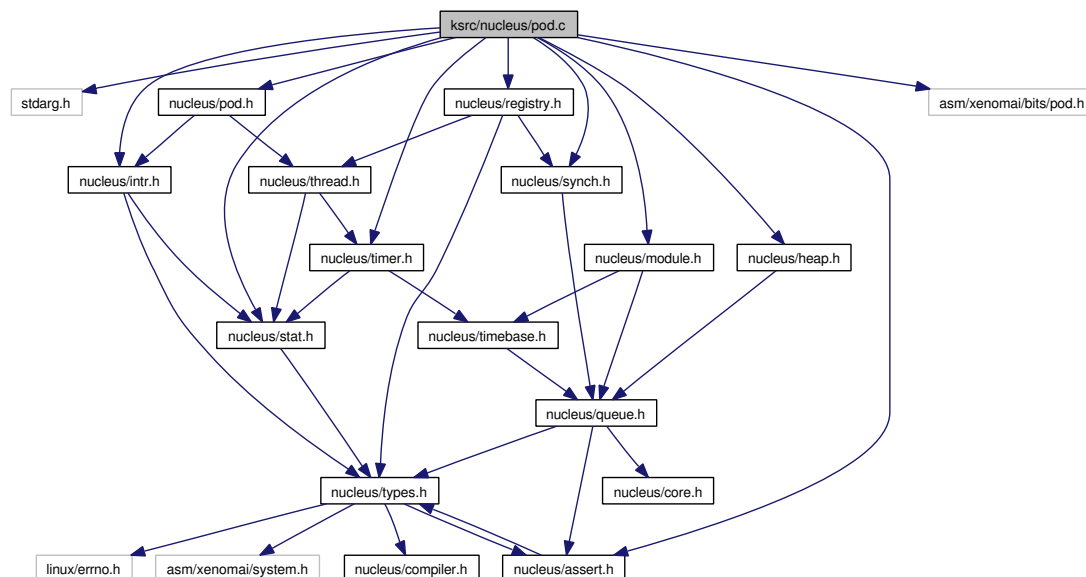 ksrc/nucleus/pod.c
stdarg.h
nucleus/pod.h
nucleus/registry.h
asm/xenomai/bits/pod.h
nucleus/intr.h
nucleus/thread.h
nucleus/synch.h
nucleus/timer.h
nucleus/module.h
nucleus/heap.h
nucleus/stat.h
nucleus/timebase.h
nucleus/queue.h
nucleus/types.h
nucleus/core.h
linux/errno.h
asm/xenomai/system.h
nucleus/compiler.h
nucleus/assert.h